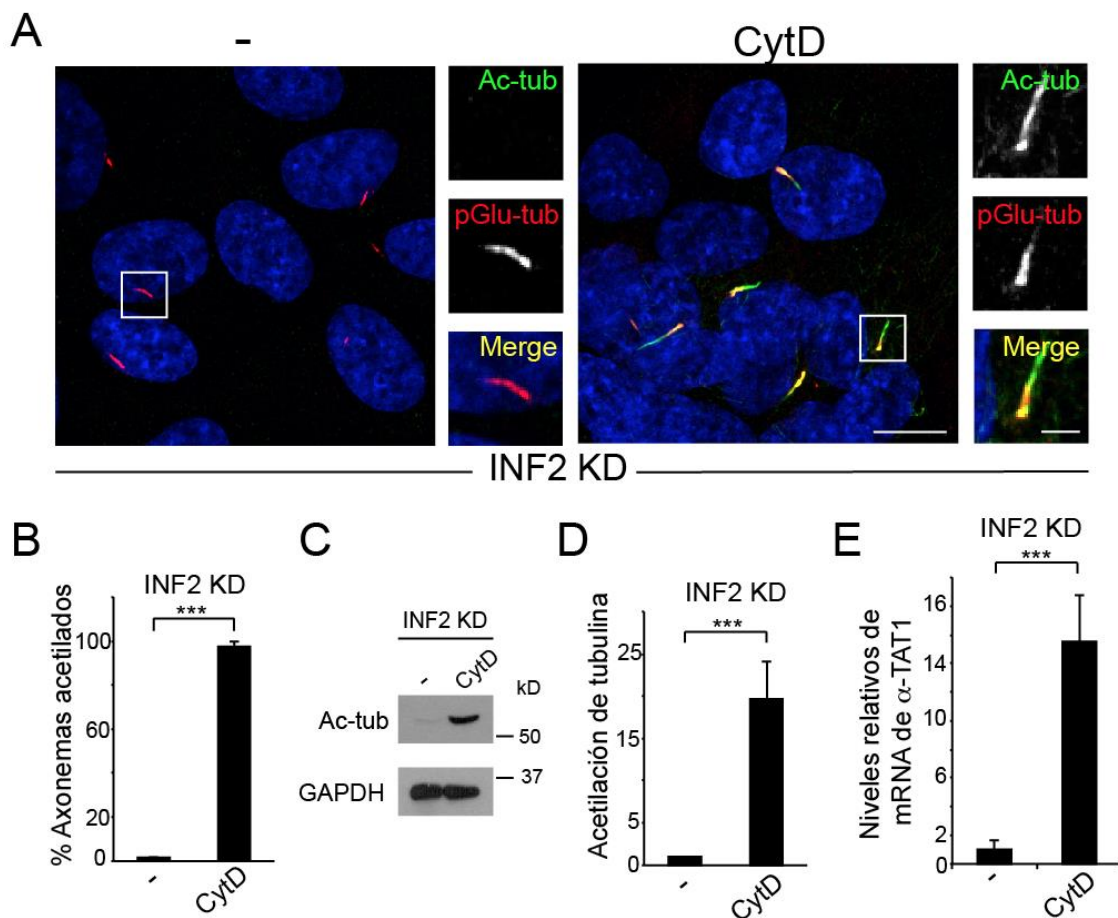 A
-
CytD
Ac-tub
pGlu-tub
Merge
Ac-tub
pGlu-tub
Merge
INF2 KD
B
INF2 KD
***
% Axonemas acetilados
100
60
20
0
-
CytD
C
INF2 KD
-
CytD
kD
Ac-tub
50
37
GAPDH
D
INF2 KD
***
Acetilación de tubulina
25
15
5
0
-
CytD
E
INF2 KD
***
Niveles relativos de
mRNA de α-TAT1
16
14
12
8
6
2
0
-
CytD